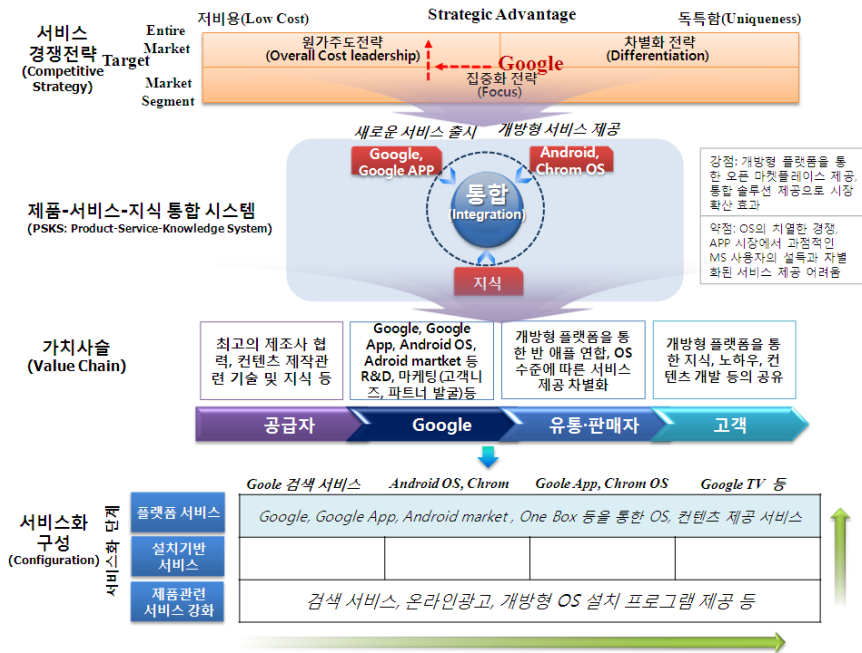 저비용(Low Cost)
Strategic Advantage
독특함(Uniqueness)
서비스
경쟁전략
(Competitive
Strategy)
Target
Entire
Market
Market
Segment
원가주도전략
(Overall Cost leadership)
차별화 전략
(Differentiation)
Google
집중화 전략
(Focus)
새로운 서비스 출시
개방형 서비스 제공
Google,
Google APP
Android,
Chrom OS
통합
(Integration)
지식
제품-서비스-지식 통합 시스템
(PSKS: Product-Service-Knowledge System)
강점: 개방형 플랫폼을 통
한 오픈 마켓플레이스 제공,
통합 솔루션 제공으로 시장
확산 효과
약점: OS의 치열한 경쟁,
APP 시장에서 과점적인
MS 사용자의 설득과 차별
화된 서비스 제공 어려움
가치사슬
(Value Chain)
최고의 제조사 협
력, 컨텐츠 제작관
련 기술 및 지식 등
Google, Google
App, Android OS,
Adroid martket 등
R&D, 마케팅(고객니
즈, 파트너 발굴)등
개방형 플랫폼을 통
한 반 애플 연합, OS
수준에 따른 서비스
제공 차별화
개방형 플랫폼을 통
한 지식, 노하우, 컨
텐츠 개발 등의 공유
공급자
Google
유통·판매자
고객
서비스화
구성
(Configuration)
서비스화 단계
Goole 검색 서비스
Android OS, Chrom
Goole App, Chrom OS
Google TV 등
플랫폼 서비스
Google, Google App, Android market , One Box 등을 통한 OS, 컨텐츠 제공 서비스
설치기반
서비스
제품관련
서비스 강화
검색 서비스, 온라인광고, 개방형 OS 설치 프로그램 제공 등